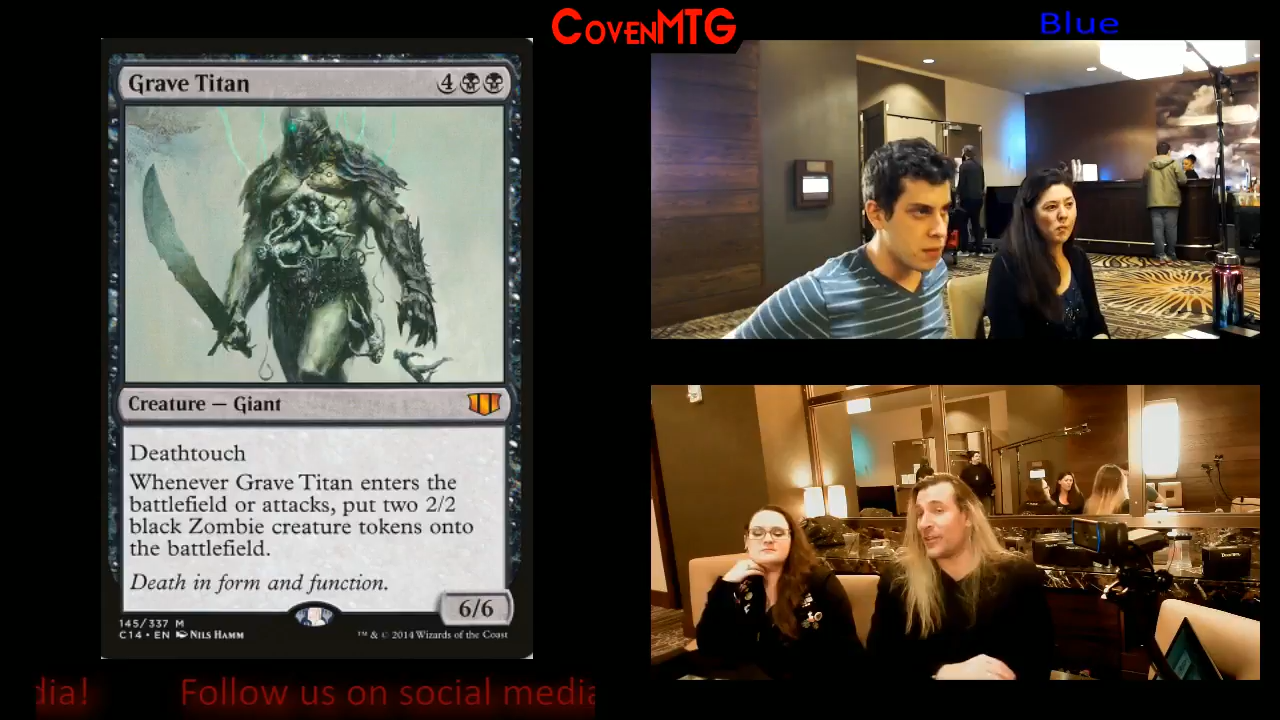 CovenMTG
Blue
Grave Titan
4
Creature — Giant
Deathtouch
Whenever Grave Titan enters the
battlefield or attacks, put two 2/2
black Zombie creature tokens onto
the battlefield.
Death in form and function.
6/6
145/337 M
C14 • EN Nils Hamm
™ & © 2014 Wizards of the Coast
dia! Follow us on social media